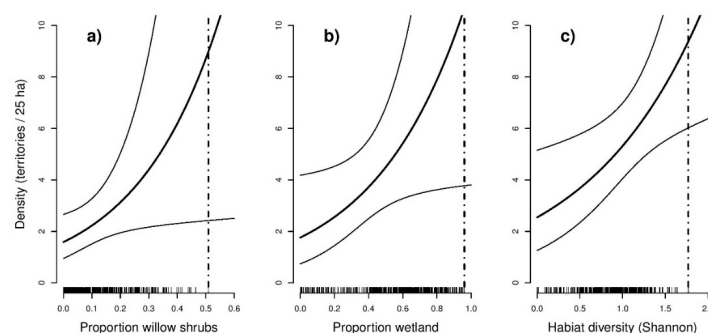 a)
b)
c)
Density (territories / 25 ha)
10
8
6
4
2
0
10
8
6
4
2
0
10
8
6
4
2
0
0.0 0.1 0.2 0.3 0.4 0.5 0.6
0.0 0.2 0.4 0.6 0.8 1.0
0.0 0.5 1.0 1.5 2.0
Proportion willow shrubs
Proportion wetland
Habiat diversity (Shannon)